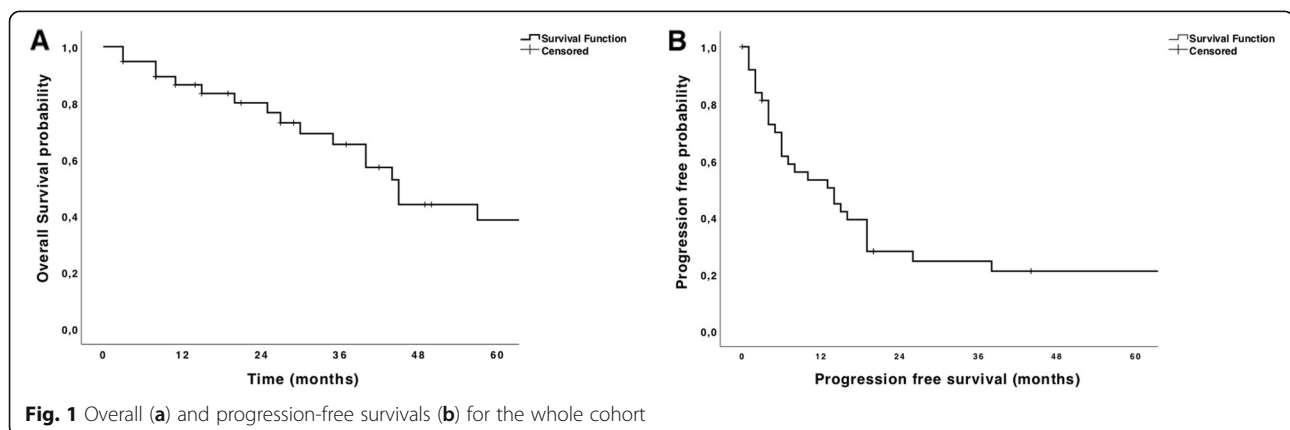 A
Survival Function
Censored
1,0
0,8
0,6
0,4
0,2
0,0
Overall Survival probability
0 12 24 36 48 60
Time (months)
B
Survival Function
Censored
1,0
0,8
0,6
0,4
0,2
0,0
Progression free probability
0 12 24 36 48 60
Progression free survival (months)
Fig. 1 Overall (a) and progression-free survivals (b) for the whole cohort